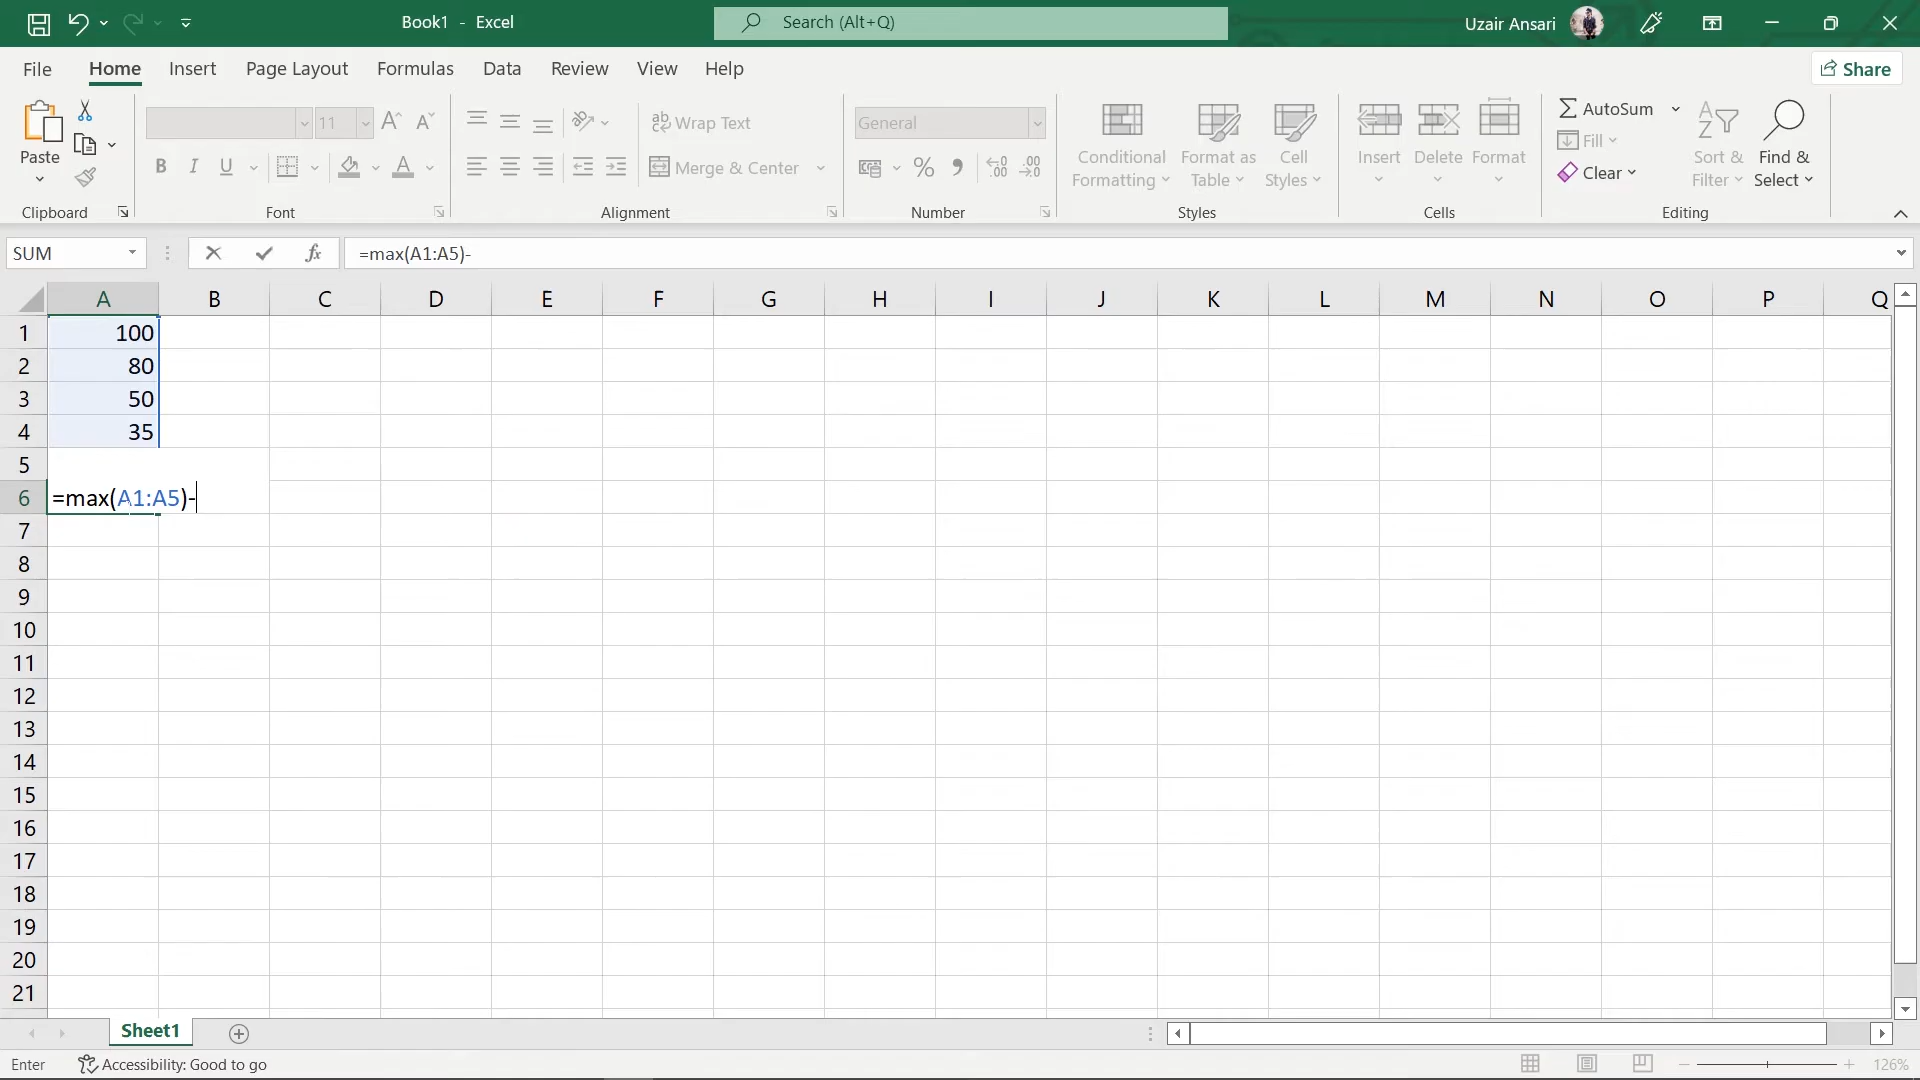 Book1 - Excel
Search (Alt+Q)
Uzair Ansari
File Home Insert Page Layout Formulas Data Review View Help
Share
Paste
Clipboard
11
B I U
A
Font
Wrap Text
Merge & Center
Alignment
General
%
Number
Conditional Formatting
Format as Table
Cell Styles
Styles
Insert
Delete
Format
Cells
AutoSum
Fill
Clear
Sort & Filter
Find & Select
Editing
SUM
fx
=max(A1:A5)-
A B C D E F G H I J K L M N O P Q
1 100
2 80
3 50
4 35
5
6 =max(A1:A5)-
7
8
9
10
11
12
13
14
15
16
17
18
19
20
21
Sheet1
Enter
Accessibility: Good to go
126%